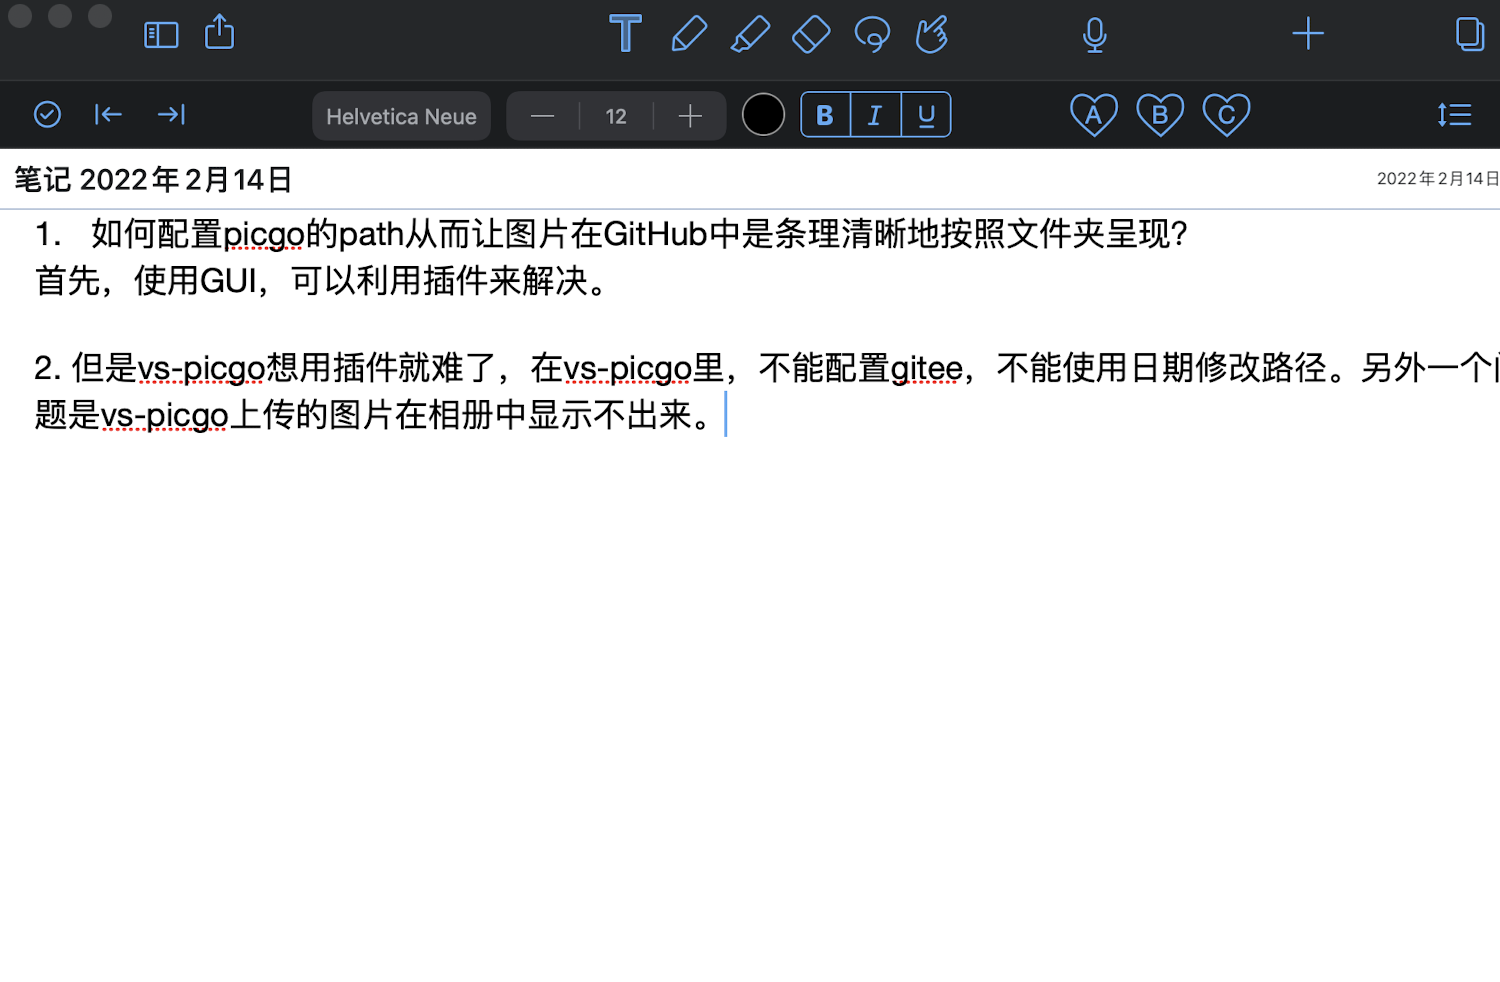 Helvetica Neue
12
B I U
A B C
笔记 2022年2月14日
2022年2月14日
1. 如何配置picgo的path从而让图片在GitHub中是条理清晰地按照文件夹呈现?
首先，使用GUI，可以利用插件来解决。
2. 但是vs-picgo想用插件就难了，在vs-picgo里，不能配置gitee，不能使用日期修改路径。另外一个
题是vs-picgo上传的图片在相册中显示不出来。